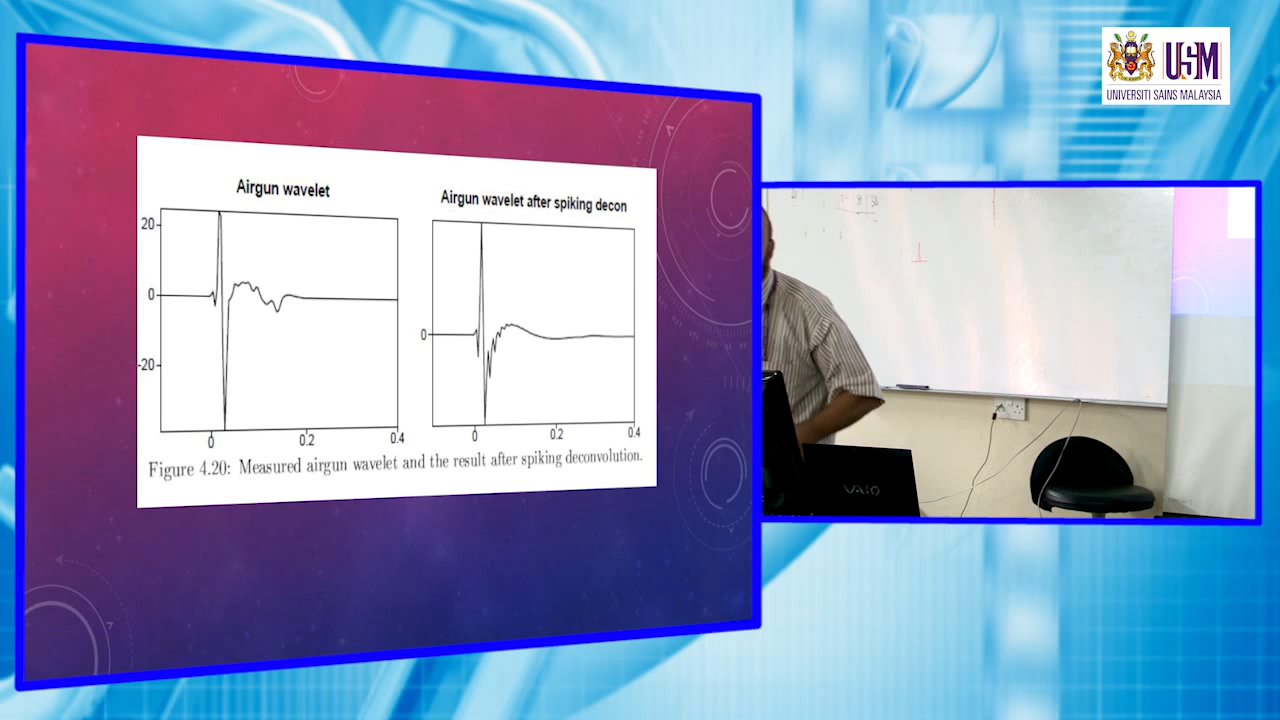 USM
UNIVERSITI SAINS MALAYSIA
Airgun wavelet
20
0
-20
0 0.2 0.4
Airgun wavelet after spiking decon
0
0 0.2 0.4
Figure 4.20: Measured airgun wavelet and the result after spiking deconvolution.
VAIO